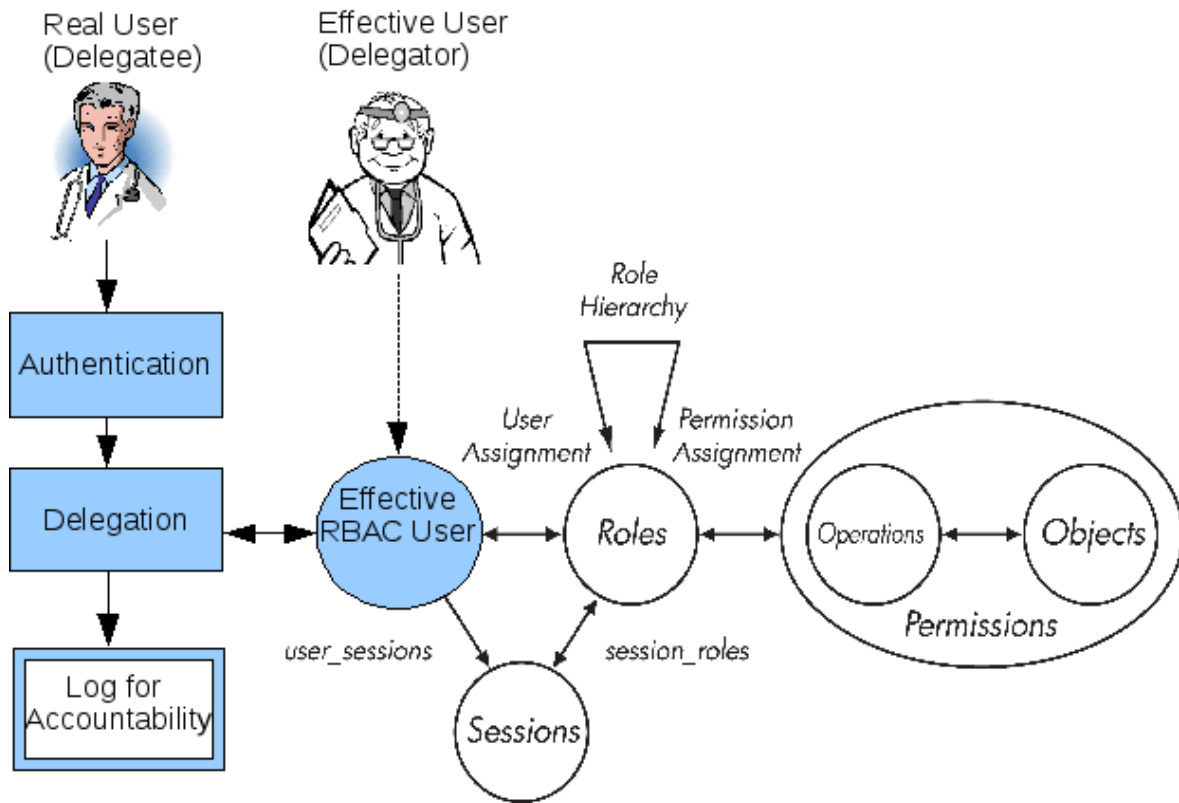 Real User
(Delegatee)
Effective User
(Delegator)
Role
Hierarchy
Authentication
User
Assignment
Permission
Assignment
Delegation
Effective
RBAC User
Roles
Operations
Objects
Permissions
user_sessions
session_roles
Log for
Accountability
Sessions